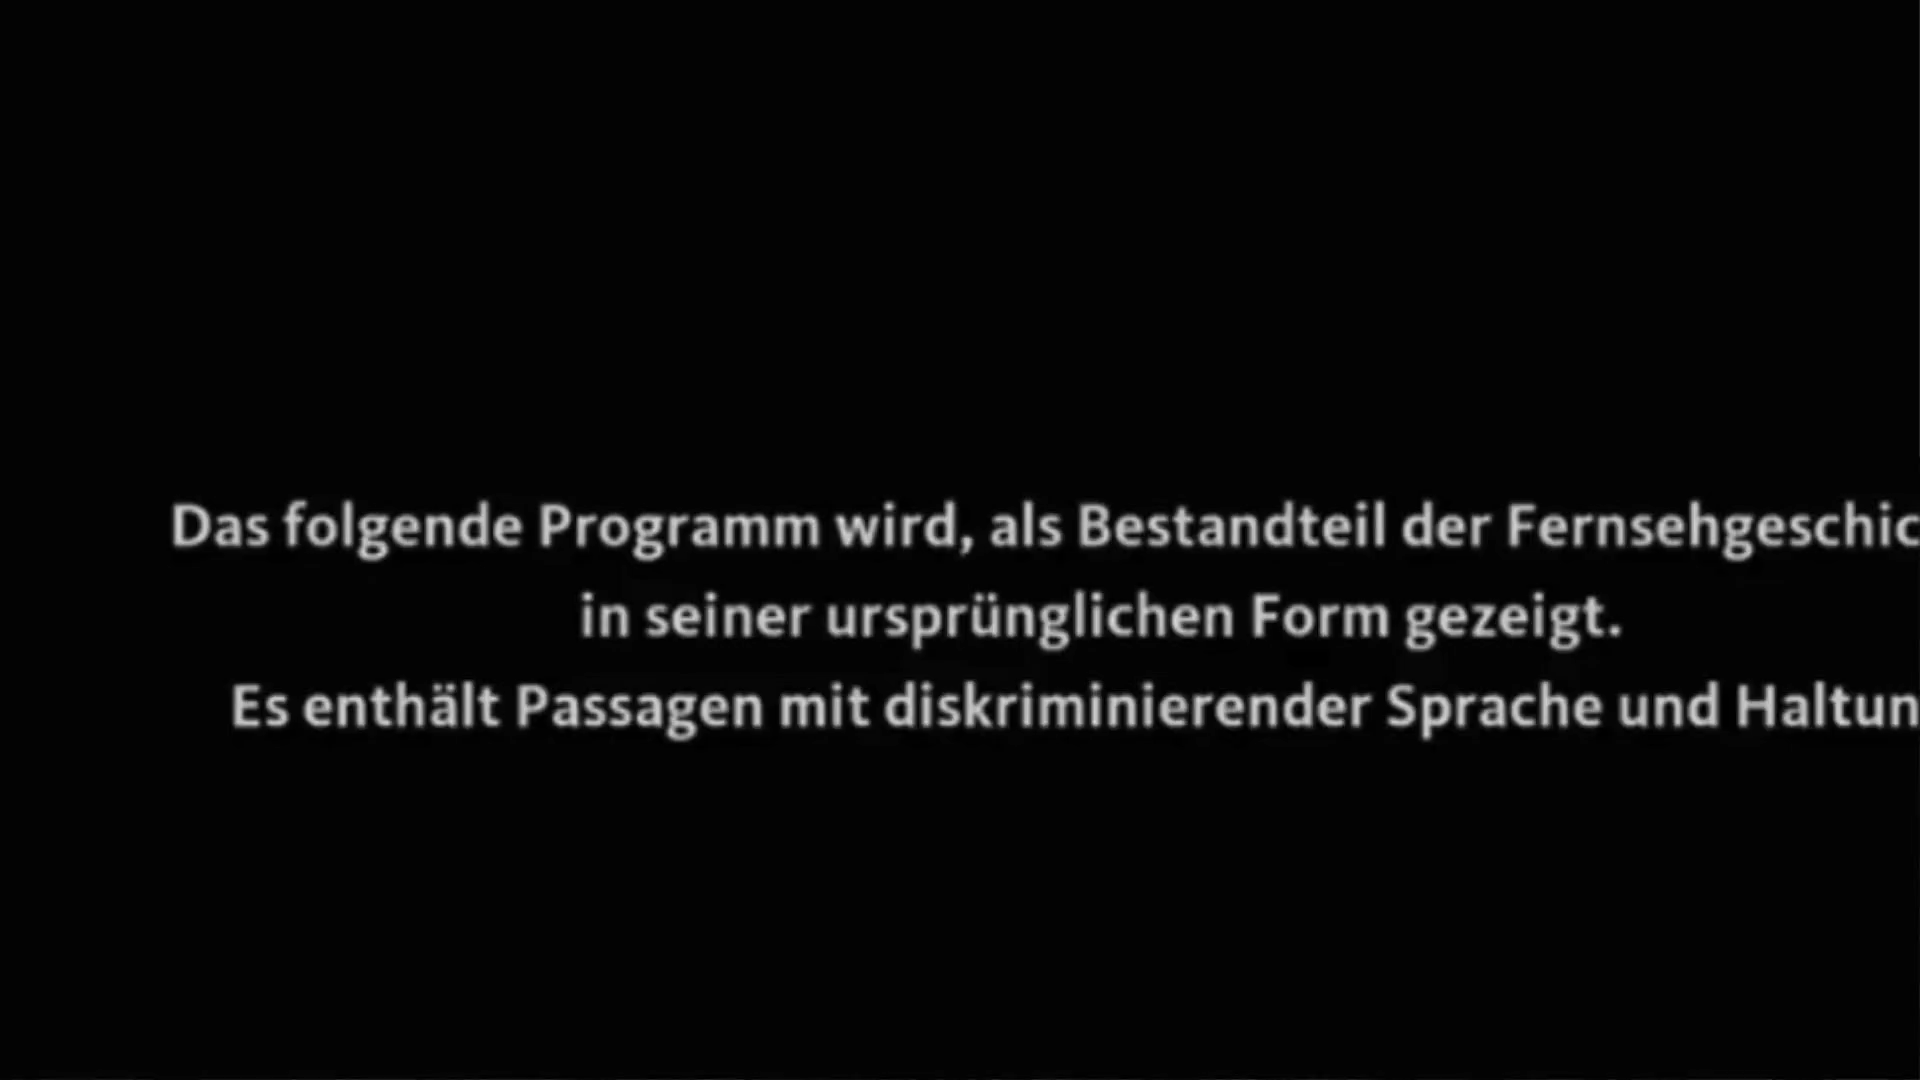 Das folgende Programm wird, als Bestandteil der Fernsehgeschic
in seiner ursprünglichen Form gezeigt.
Es enthält Passagen mit diskriminierender Sprache und Haltun